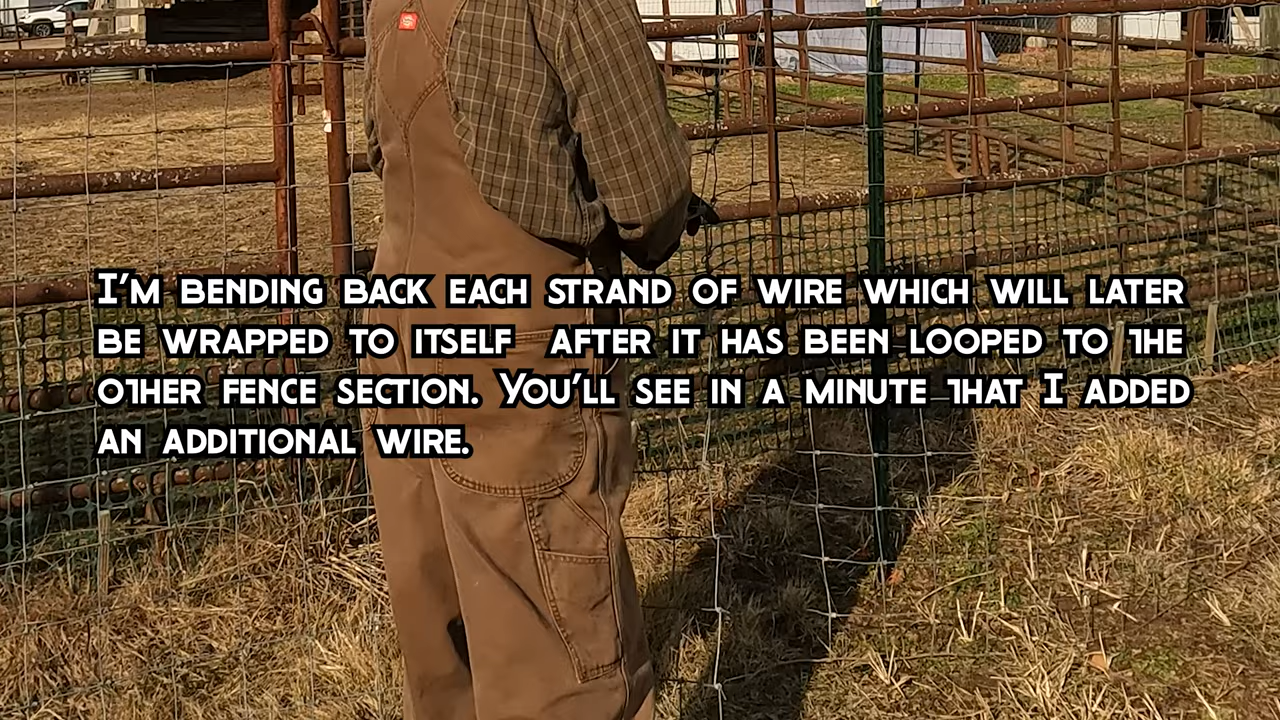 I'm bending back each strand of wire which will later
be wrapped to itself after it has been looped to the
other fence section. You'll see in a minute that I added
an additional wire.